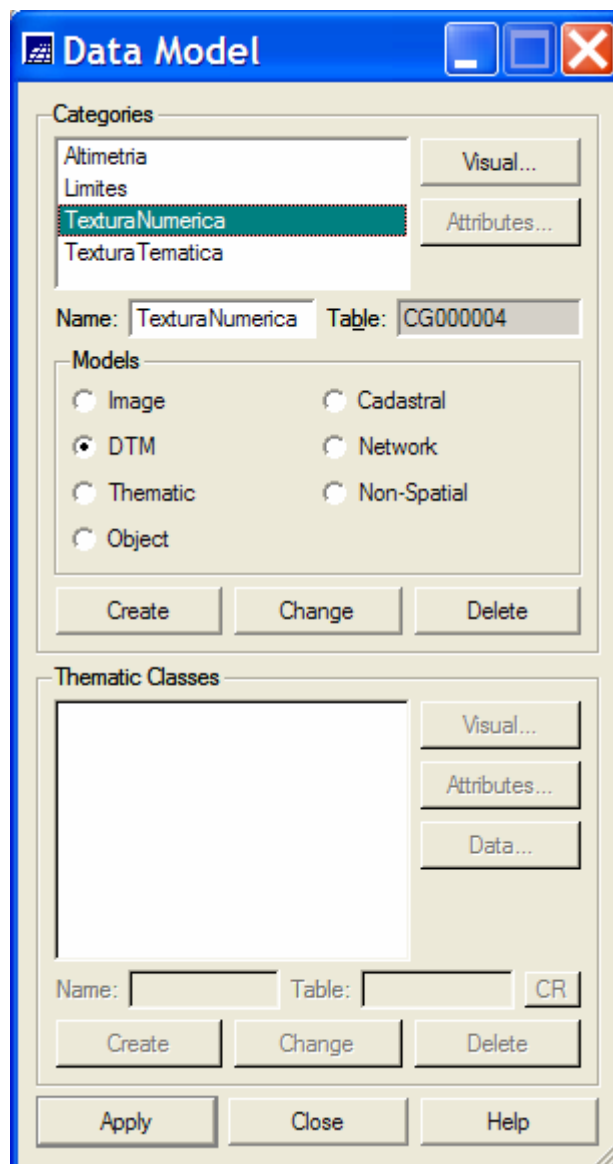 Data Model
Categories
Altimetria
Limites
TexturaNumerica
TexturaTematica
Visual...
Attributes...
Name: TexturaNumerica Table: CG000004
Models
Image Cadastral
DTM Network
Thematic Non-Spatial
Object
Create Change Delete
Thematic Classes
Visual...
Attributes...
Data...
Name: Table: CR
Create Change Delete
Apply Close Help